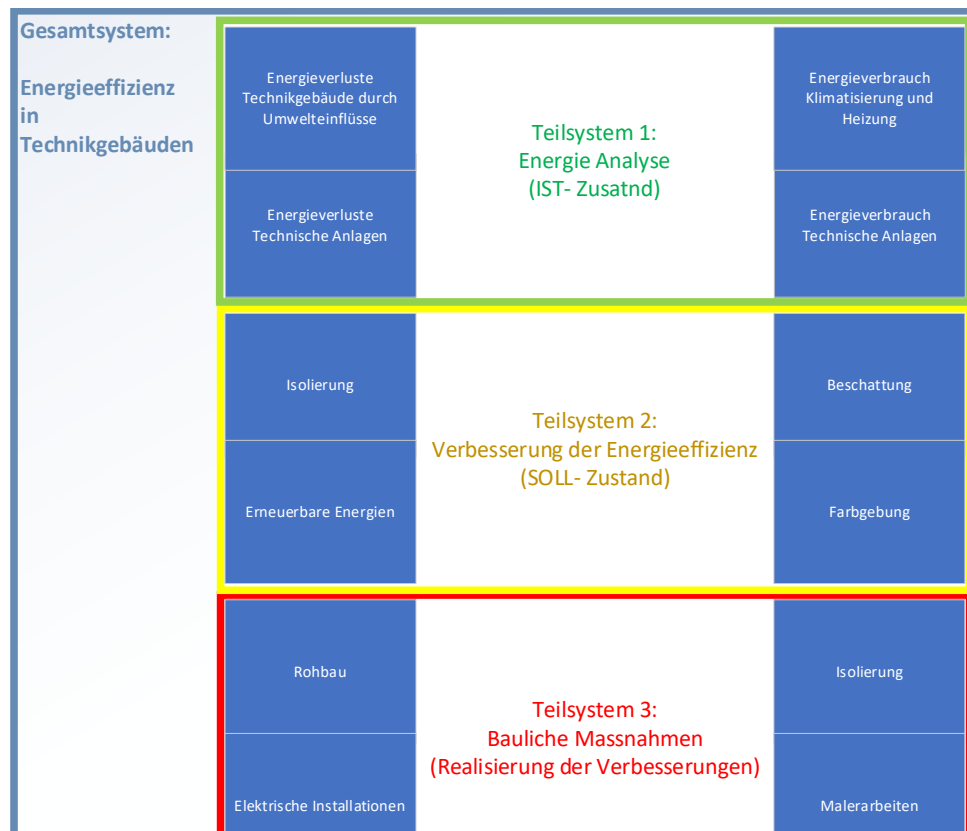 Gesamtsystem:
Energieeffizienz
in
Technikgebäuden
Energieverluste
Technikgebäude durch
Umwelteinflüsse
Energieverluste
Technische Anlagen
Teilsystem 1:
Energie Analyse
(IST- Zusatnd)
Energieverbrauch
Klimatisierung und
Heizung
Energieverbrauch
Technische Anlagen
Isolierung
Erneuerbare Energien
Teilsystem 2:
Verbesserung der Energieeffizienz
(SOLL- Zustand)
Beschattung
Farbgebung
Rohbau
Elektrische Installationen
Teilsystem 3:
Bauliche Massnahmen
(Realisierung der Verbesserungen)
Isolierung
Malerarbeiten